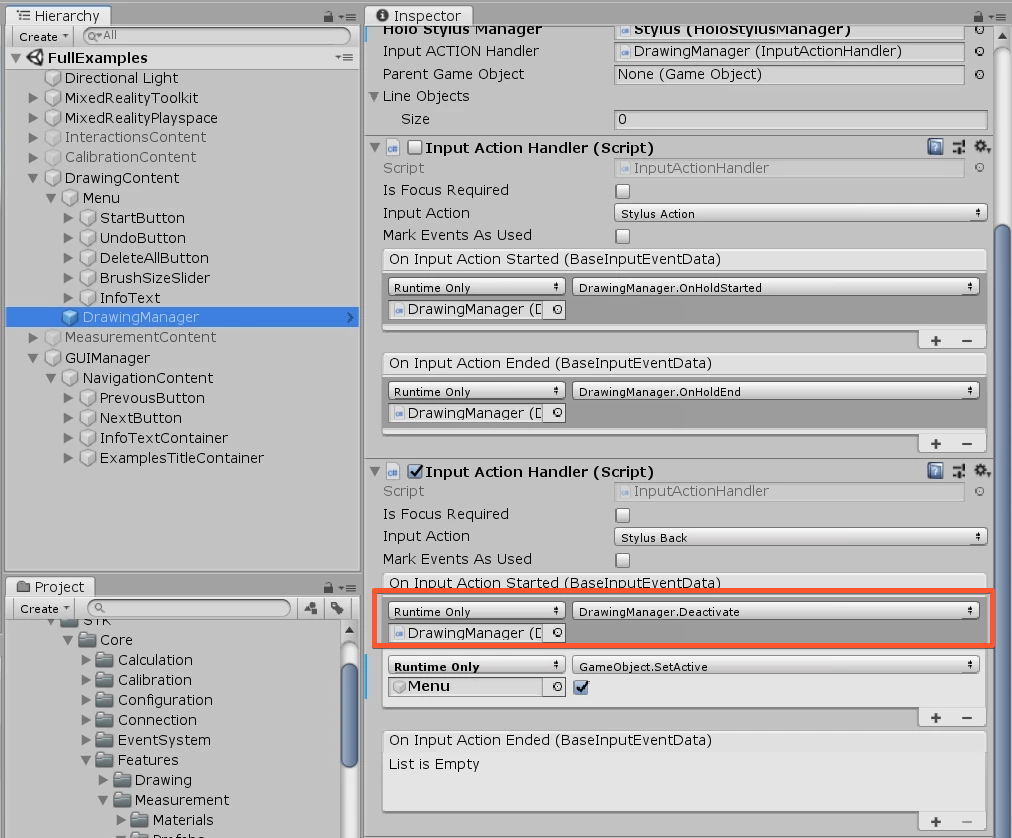 Hierarchy
Create
All
FullExamples
Directional Light
MixedRealityToolkit
MixedRealityPlayspace
InteractionsContent
CalibrationContent
DrawingContent
Menu
StartButton
UndoButton
DeleteAllButton
BrushSizeSlider
InfoText
DrawingManager
MeasurementContent
GUIManager
NavigationContent
PrevousButton
NextButton
InfoTextContainer
ExamplesTitleContainer
Project
Create
STK
Core
Calculation
Calibration
Configuration
Connection
EventSystem
Features
Drawing
Measurement
Materials
Prefabs
Inspector
Holo Stylus Manager Stylus (HoloStylusManager)
Input ACTION Handler DrawingManager (InputActionHandler)
Parent Game Object None (Game Object)
Line Objects
Size 0
Input Action Handler (Script)
Script InputActionHandler
Is Focus Required
Input Action Stylus Action
Mark Events As Used
On Input Action Started (BaseInputEventData)
Runtime Only DrawingManager.OnHoldStarted
DrawingManager (D
On Input Action Ended (BaseInputEventData)
Runtime Only DrawingManager.OnHoldEnd
DrawingManager (D
Input Action Handler (Script)
Script InputActionHandler
Is Focus Required
Input Action Stylus Back
Mark Events As Used
On Input Action Started (BaseInputEventData)
Runtime Only DrawingManager.Deactivate
DrawingManager (D
Runtime Only GameObject.SetActive
Menu
On Input Action Ended (BaseInputEventData)
List is Empty